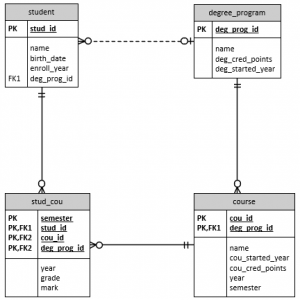 student
PK stud_id
name
birth_date
enroll_year
FK1 deg_prog_id
degree_program
PK deg_prog_id
name
deg_cred_points
deg_started_year
stud_cou
PK semester
PK,FK1 stud_id
PK,FK2 cou_id
PK,FK2 deg_prog_id
year
grade
mark
course
PK cou_id
PK,FK1 deg_prog_id
name
cou_started_year
cou_cred_points
year
semester